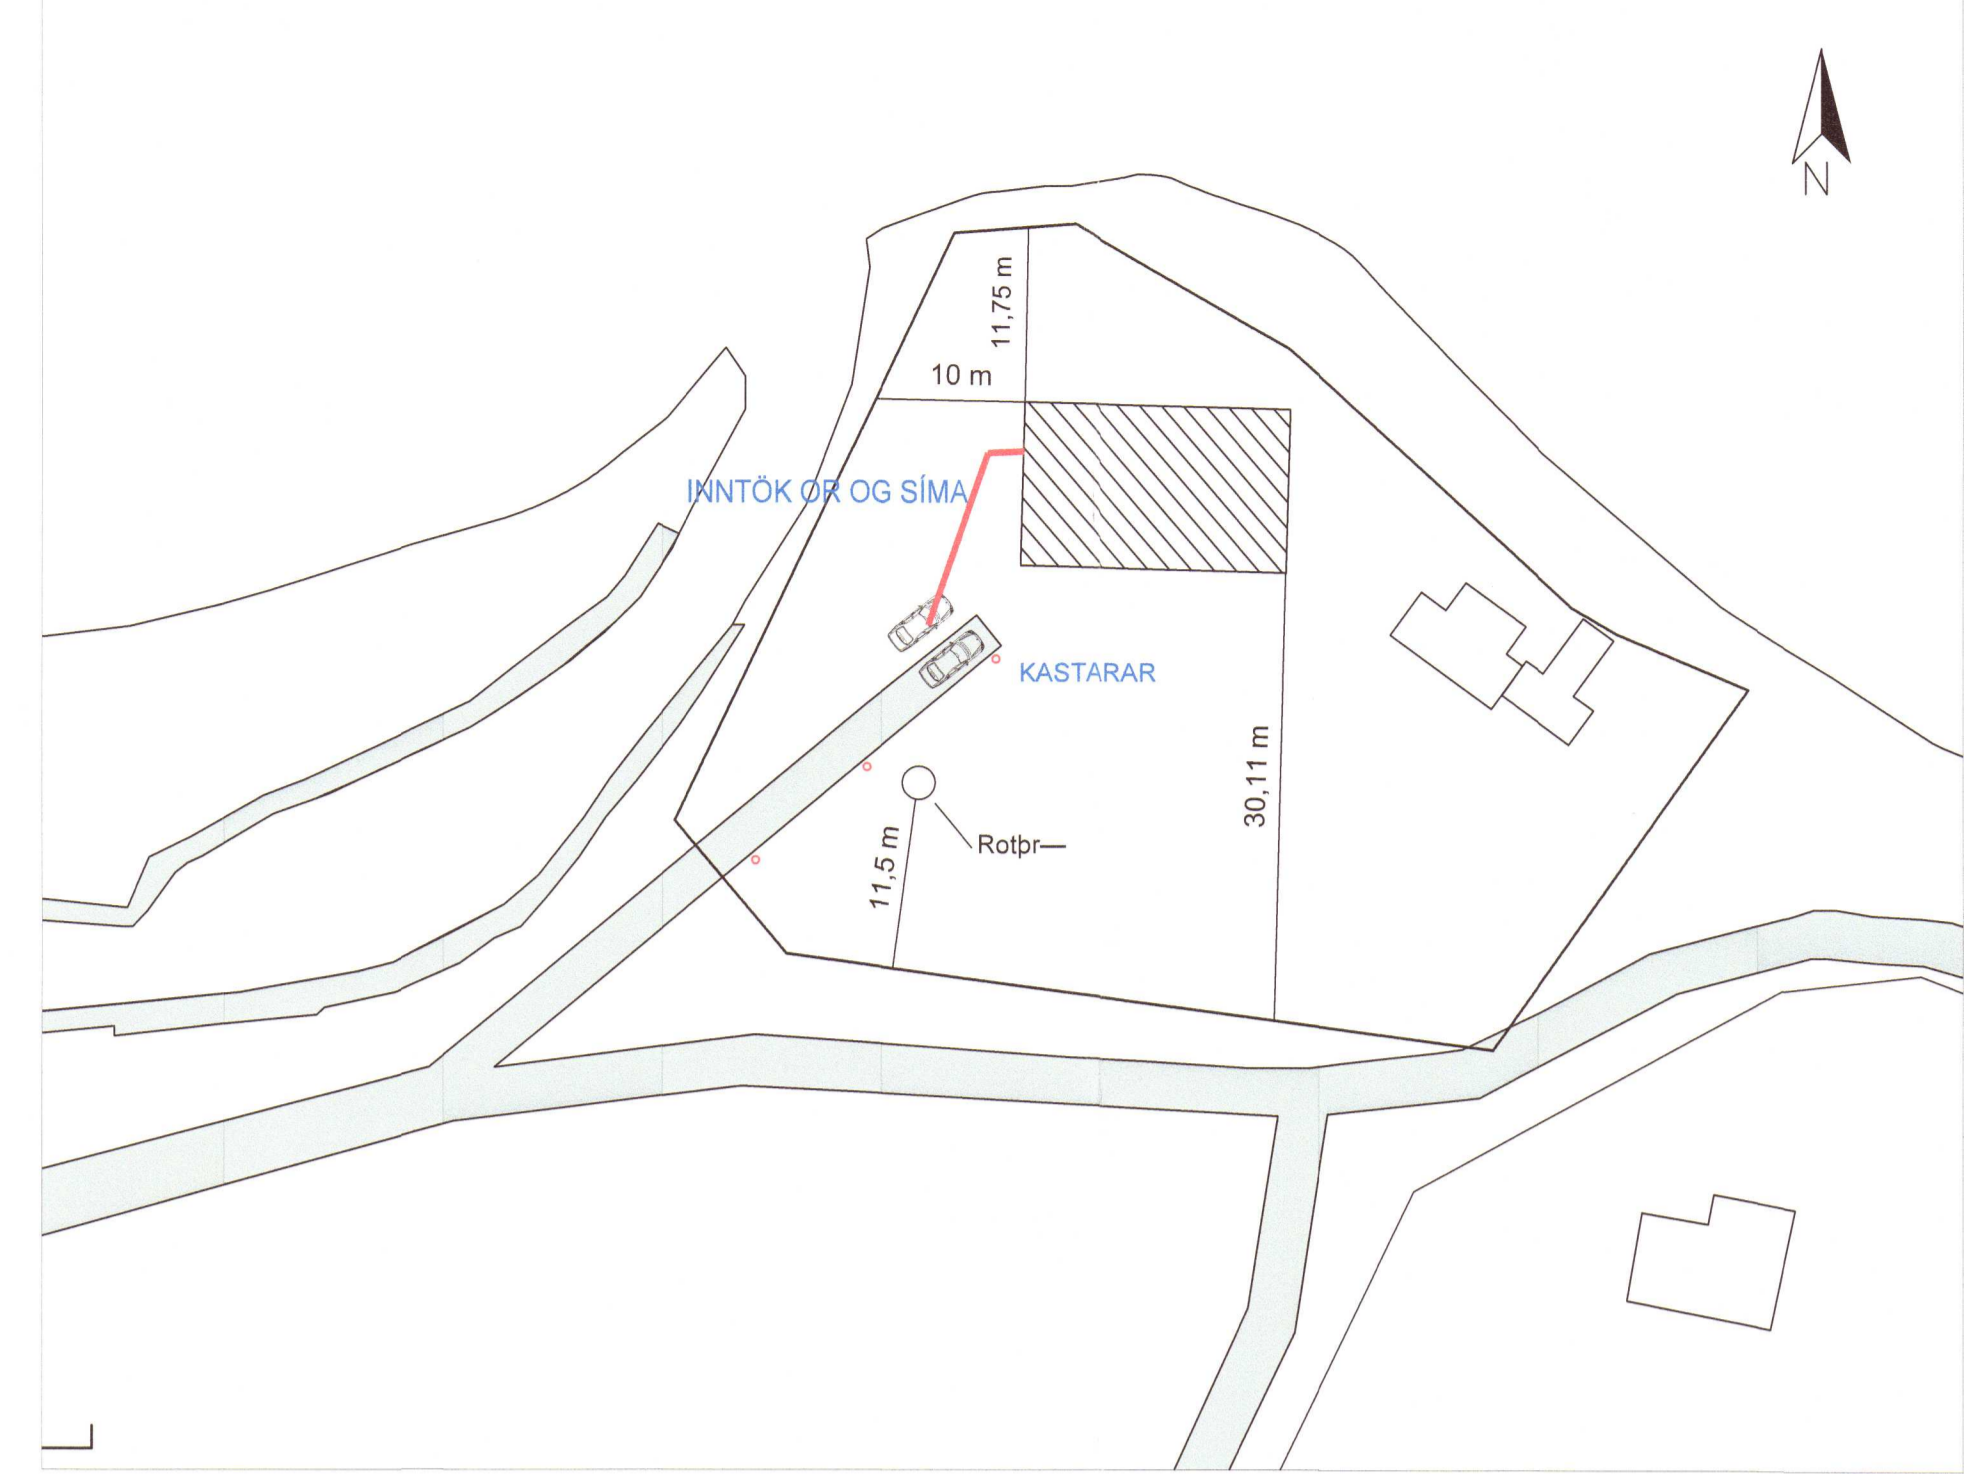 N
11,75 m
10 m
INNTÖK OR OG SÍMA
KASTARAR
30,11 m
11,5 m
Rotþr—